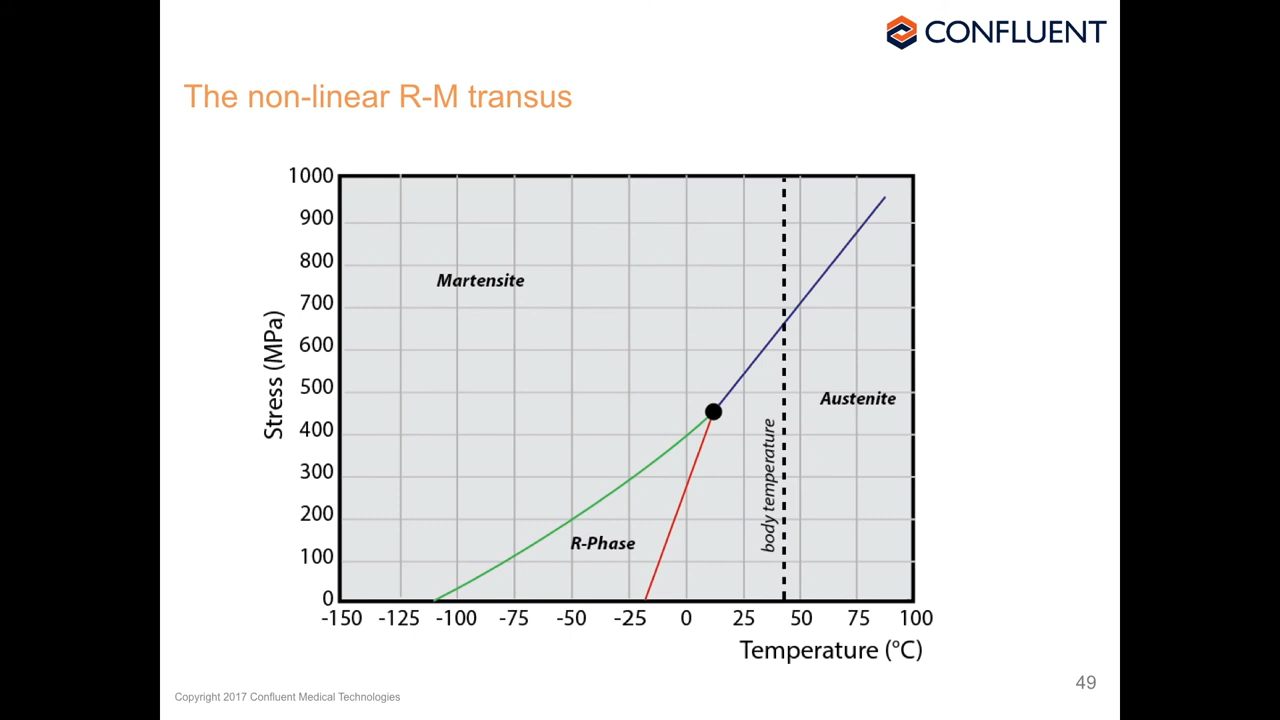 CONFLUENT
The non-linear R-M transus
1000
900
800
700
600
500
400
300
200
100
0
Stress (MPa)
Martensite
Austenite
R-Phase
body temperature
-150 -125 -100 -75 -50 -25 0 25 50 75 100
Temperature (°C)
49
Copyright 2017 Confluent Medical Technologies